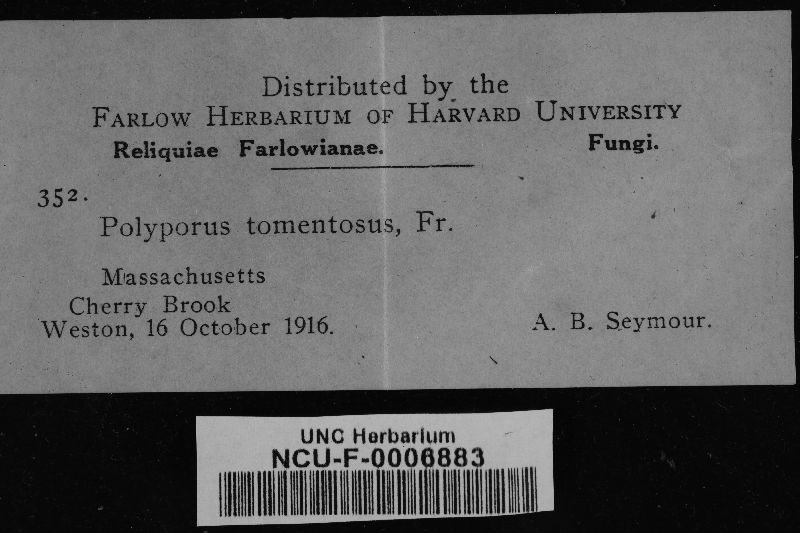 Distributed by the
FARLOW HERBARIUM OF HARVARD UNIVERSITY
Reliquiae Farlowianae. Fungi.
352.
Polyporus tomentosus, Fr.
Massachusetts
Cherry Brook
Weston, 16 October 1916. A. B. Seymour.
UNC Herbarium
NCU-F-0006883